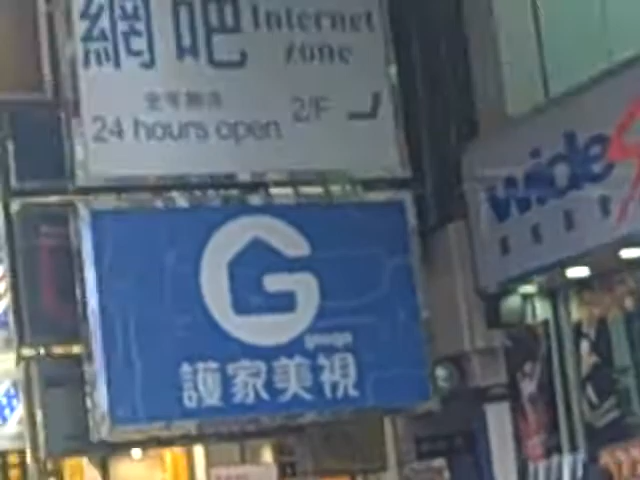 網吧 Internet
zone
24 hours open 2/F
G
護家美視
wide